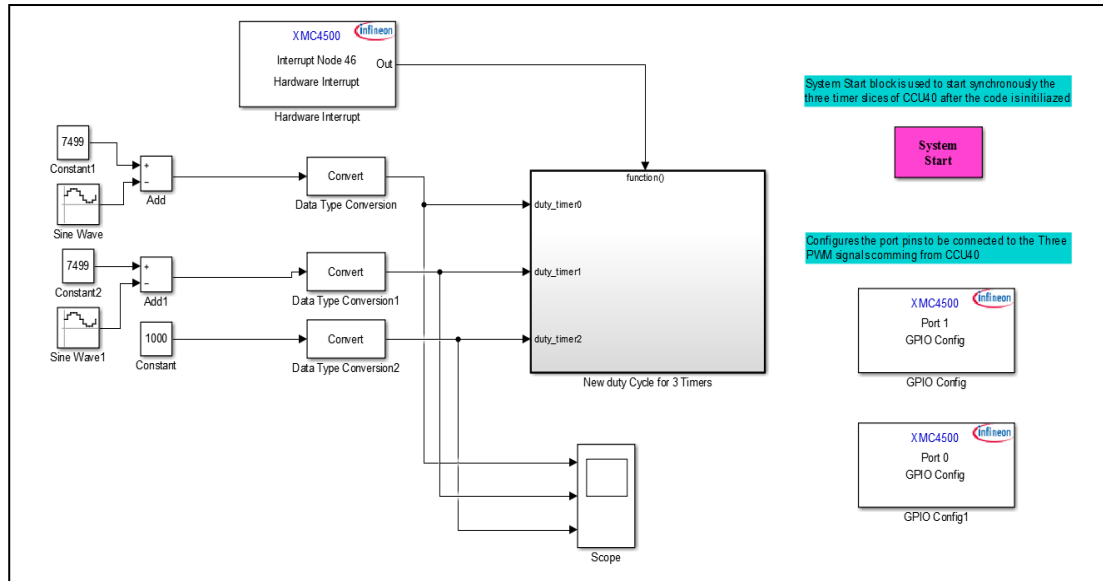 XMC4500
infineon
Interrupt Node 46
Out
Hardware Interrupt
Hardware Interrupt
System Start block is used to start synchronously the
three timer slices of CCU40 after the code is initiliazed
System
Start
7499
Constant1
+
−
Add
Sine Wave
Convert
Data Type Conversion
function()
duty_timer0
duty_timer1
duty_timer2
New duty Cycle for 3 Timers
7499
Constant2
+
−
Add1
Sine Wave1
Convert
Data Type Conversion1
1000
Constant
Convert
Data Type Conversion2
Configures the port pins to be connected to the Three
PWM signals comming from CCU40
XMC4500
infineon
Port 1
GPIO Config
GPIO Config
XMC4500
infineon
Port 0
GPIO Config
GPIO Config1
Scope